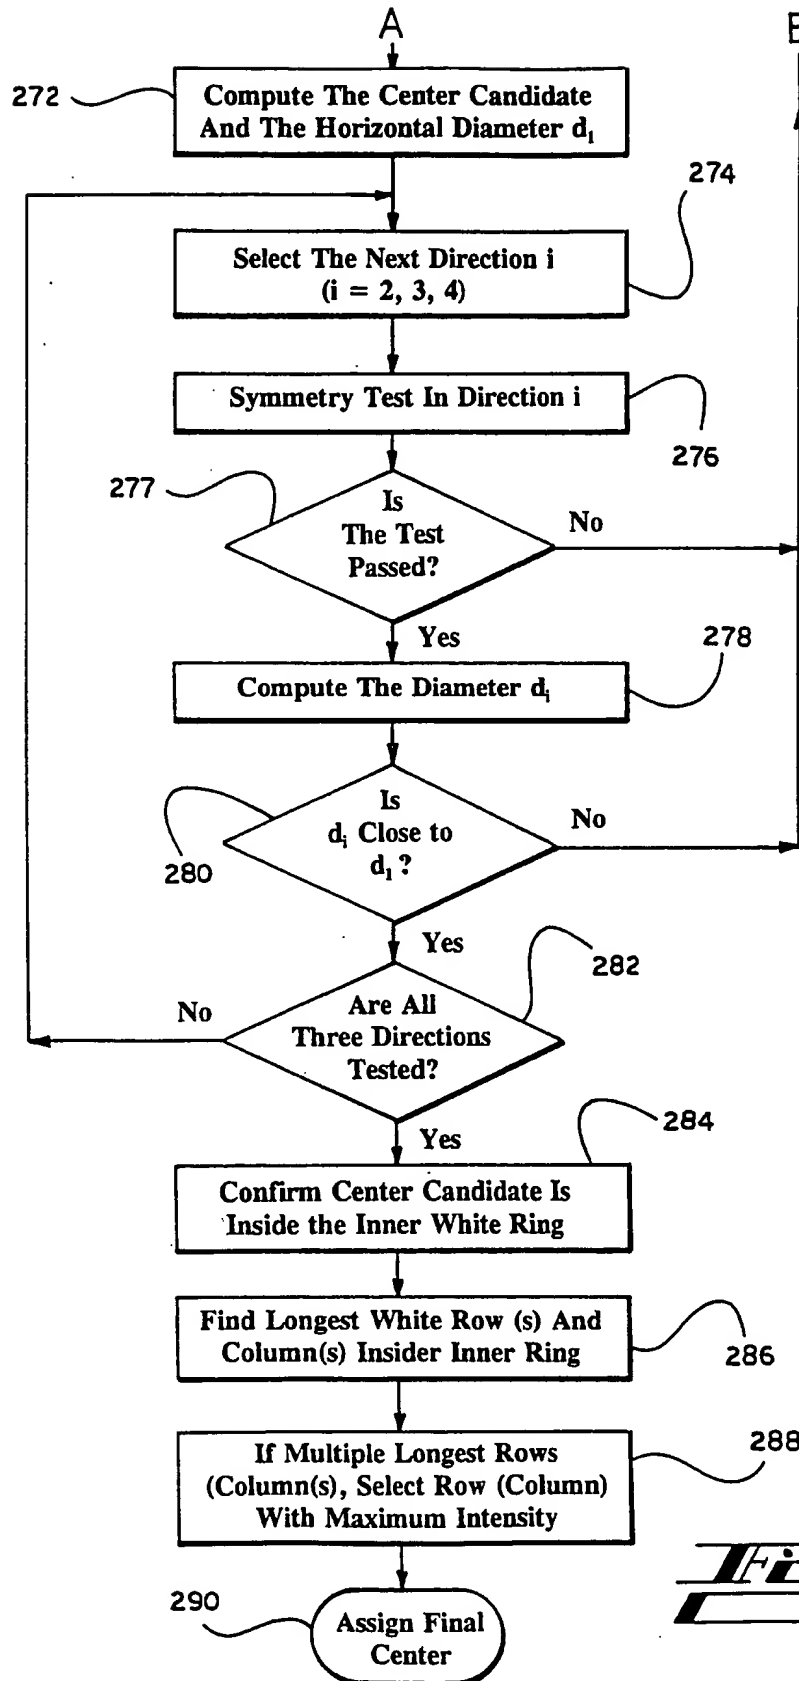 A
E
272
Compute The Center Candidate
And The Horizontal Diameter d1
274
Select The Next Direction i
(i = 2, 3, 4)
Symmetry Test In Direction i
276
277
Is
The Test
Passed?
No
Yes
278
Compute The Diameter di
Is
di Close to
d1 ?
No
280
Yes
282
Are All
Three Directions
Tested?
No
Yes
284
Confirm Center Candidate Is
Inside the Inner White Ring
Find Longest White Row (s) And
Column(s) Insider Inner Ring
286
If Multiple Longest Rows
(Column(s), Select Row (Column)
With Maximum Intensity
288
Fi
290
Assign Final
Center